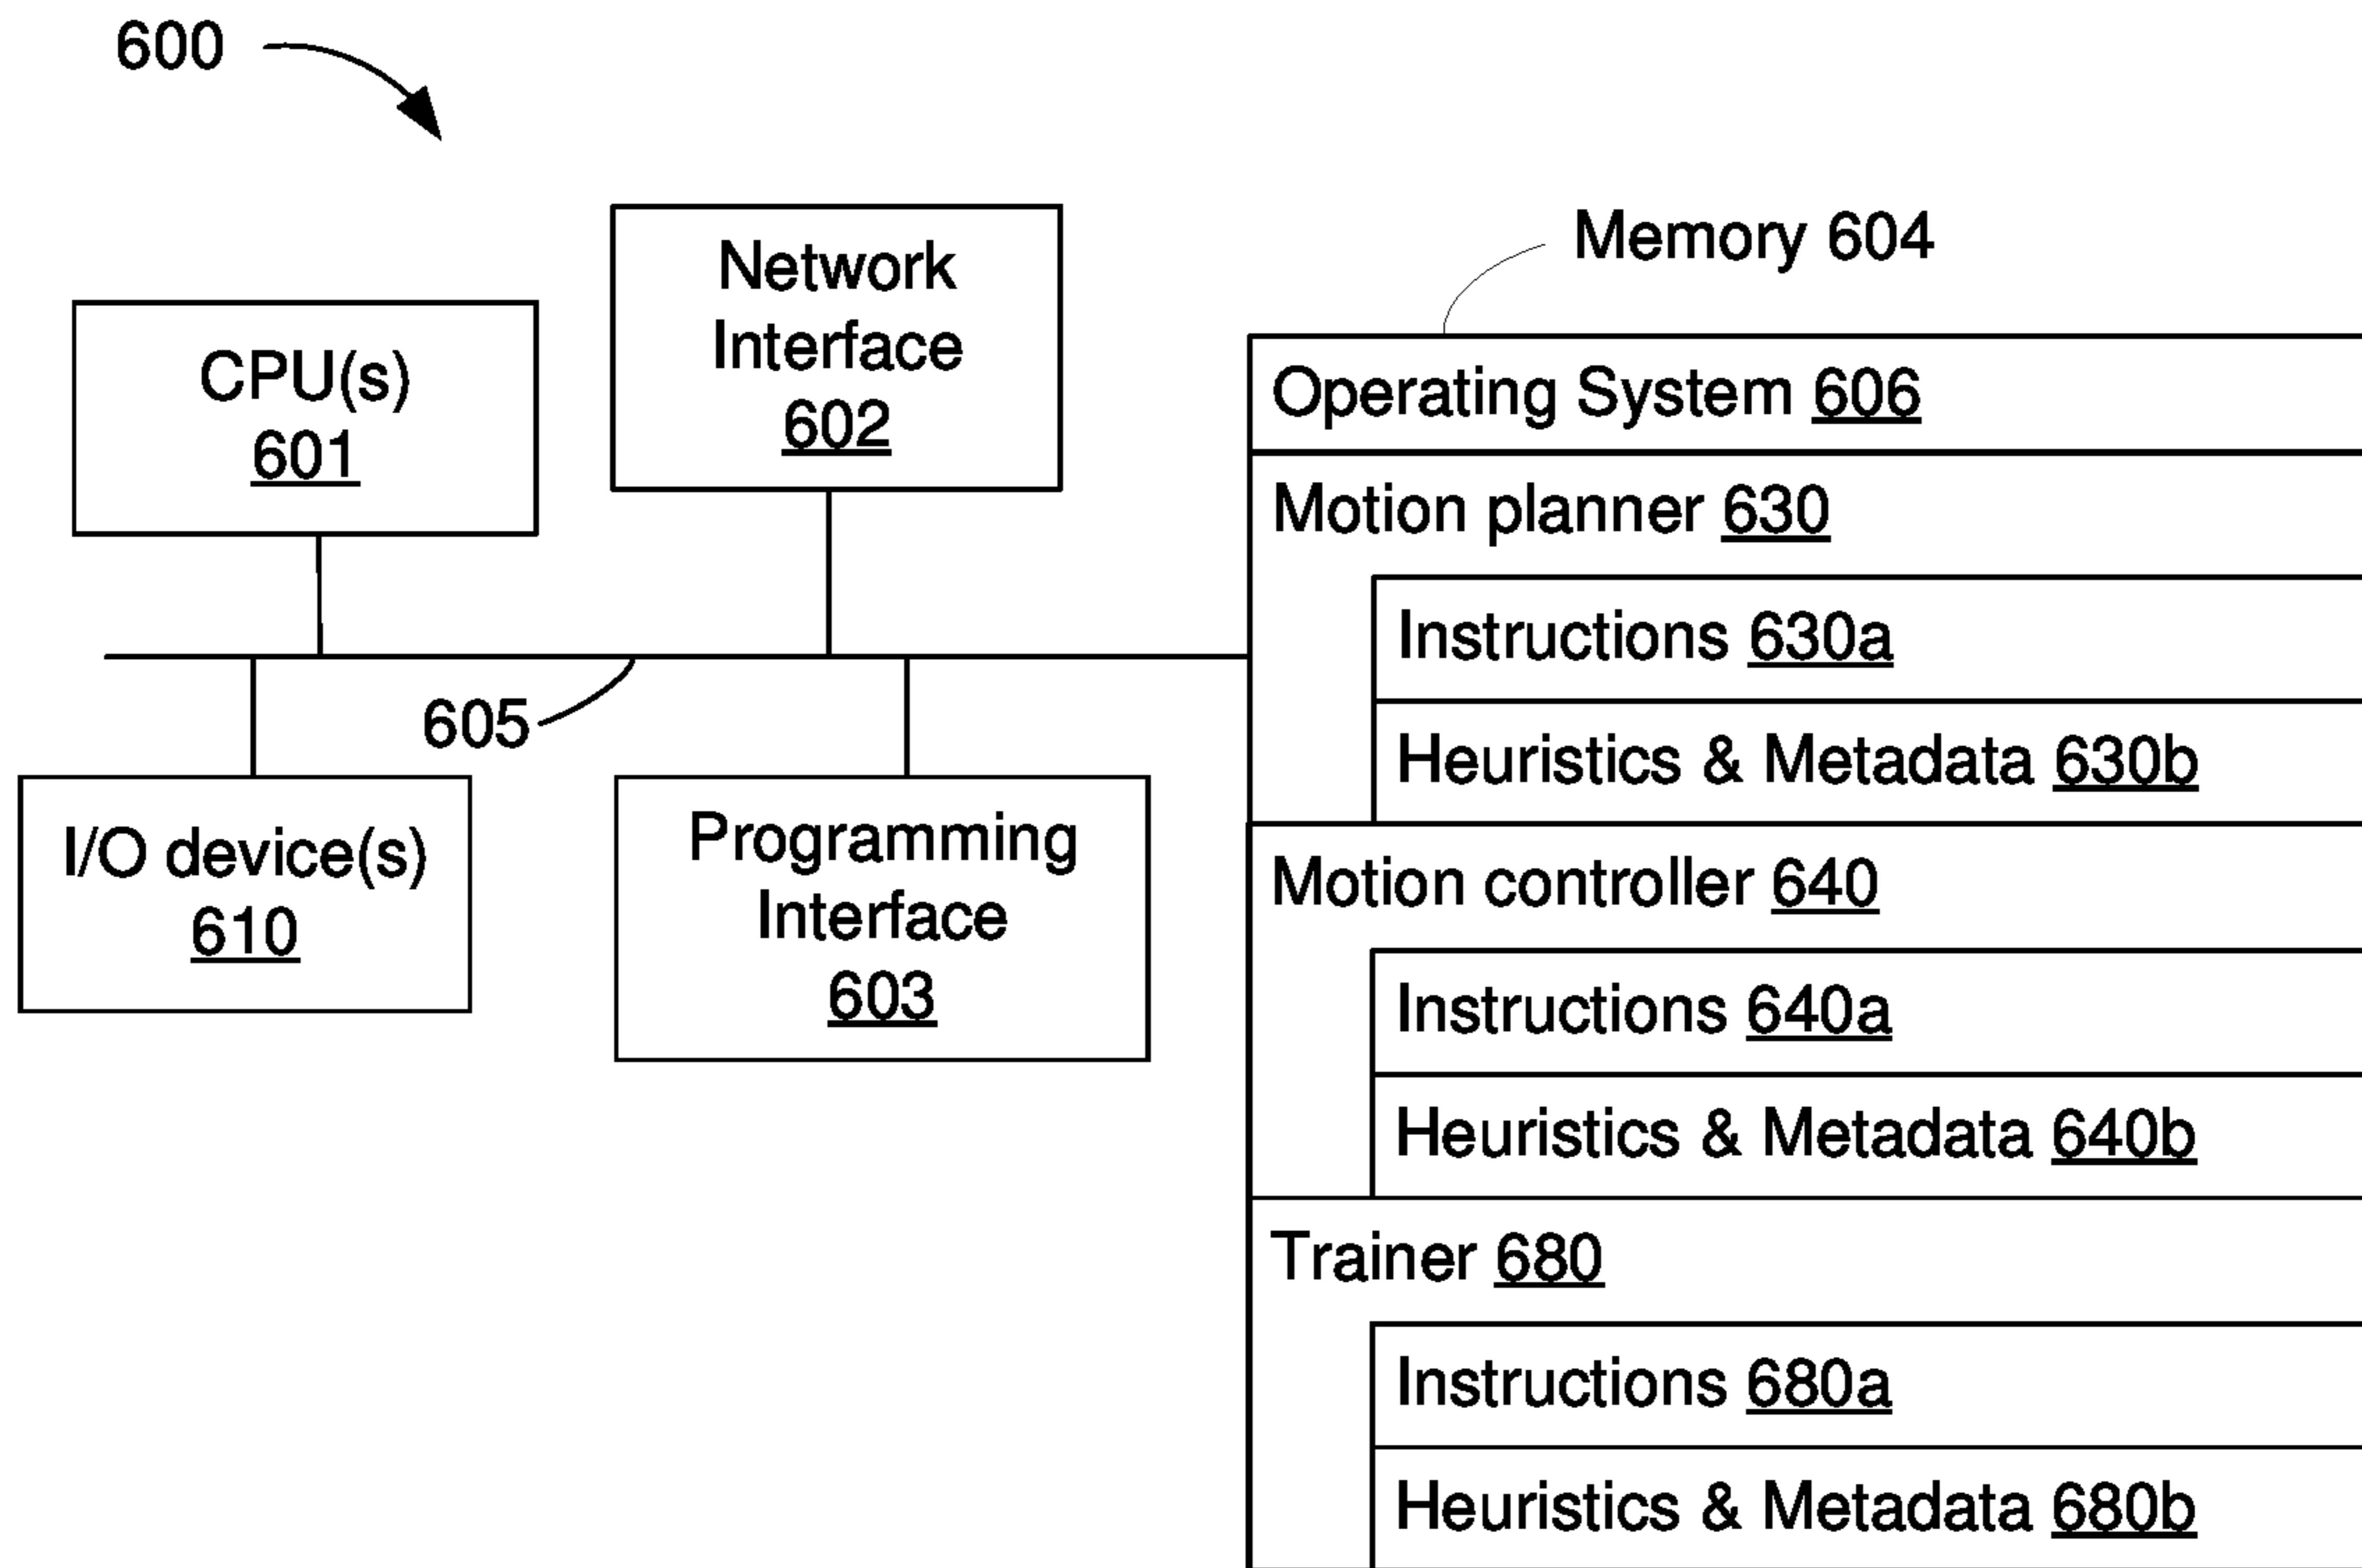 600
CPU(s)
601
Network
Interface
602
Memory 604
Operating System 606
Motion planner 630
Instructions 630a
Heuristics & Metadata 630b
605
I/O device(s)
610
Programming
Interface
603
Motion controller 640
Instructions 640a
Heuristics & Metadata 640b
Trainer 680
Instructions 680a
Heuristics & Metadata 680b